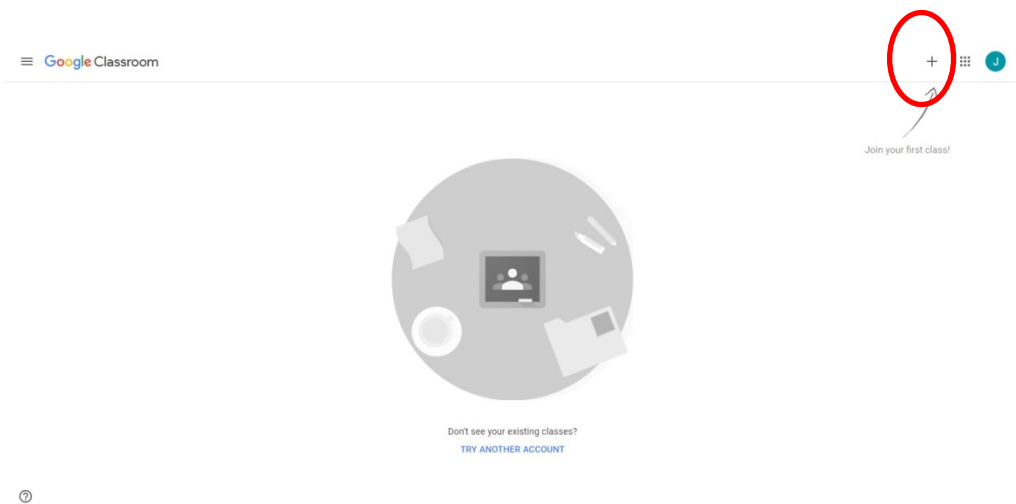 Google Classroom
+
J
Join your first class!
Don't see your existing classes?
TRY ANOTHER ACCOUNT
?